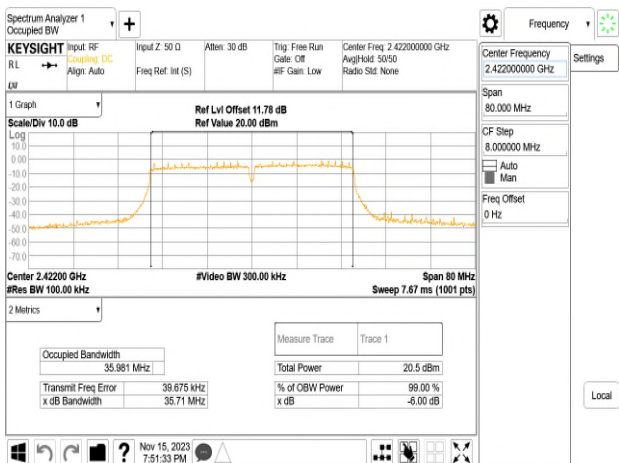 Spectrum Analyzer 1
Occupied BW
Frequency
KEYSIGHT
RL
Input: RF
Coupling: DC
Align: Auto
Input Z: 50 Ω
Freq Ref: Int (S)
Atten: 30 dB
Trig: Free Run
Gate: Off
#IF Gain: Low
Center Freq: 2.422000000 GHz
Avg|Hold: 50/50
Radio Std: None
Center Frequency
2.422000000 GHz
Settings
Span
80.000 MHz
CF Step
8.000000 MHz
Auto
Man
Freq Offset
0 Hz
Local
1 Graph
Scale/Div 10.0 dB
Ref Lvl Offset 11.78 dB
Ref Value 20.00 dBm
Log
10.0
0.00
-10.0
-20.0
-30.0
-40.0
-50.0
-60.0
-70.0
Center 2.42200 GHz
#Video BW 300.00 kHz
Span 80 MHz
#Res BW 100.00 kHz
Sweep 7.67 ms (1001 pts)
2 Metrics
Measure Trace
Trace 1
Occupied Bandwidth
35.981 MHz
Total Power
20.5 dBm
Transmit Freq Error
39.675 kHz
% of OBW Power
99.00 %
x dB Bandwidth
35.71 MHz
x dB
-6.00 dB
?
Nov 15, 2023
7:51:33 PM